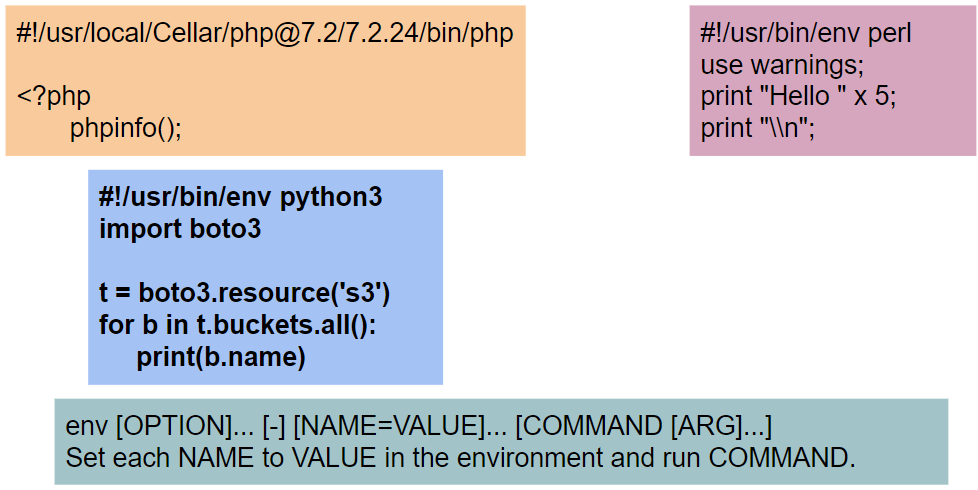 #!/usr/local/Cellar/php@7.2/7.2.24/bin/php
<?php
phpinfo();
#!/usr/bin/env perl
use warnings;
print "Hello " x 5;
print "\\n";
#!/usr/bin/env python3
import boto3
t = boto3.resource('s3')
for b in t.buckets.all():
print(b.name)
env [OPTION]... [-] [NAME=VALUE]... [COMMAND [ARG]...]
Set each NAME to VALUE in the environment and run COMMAND.